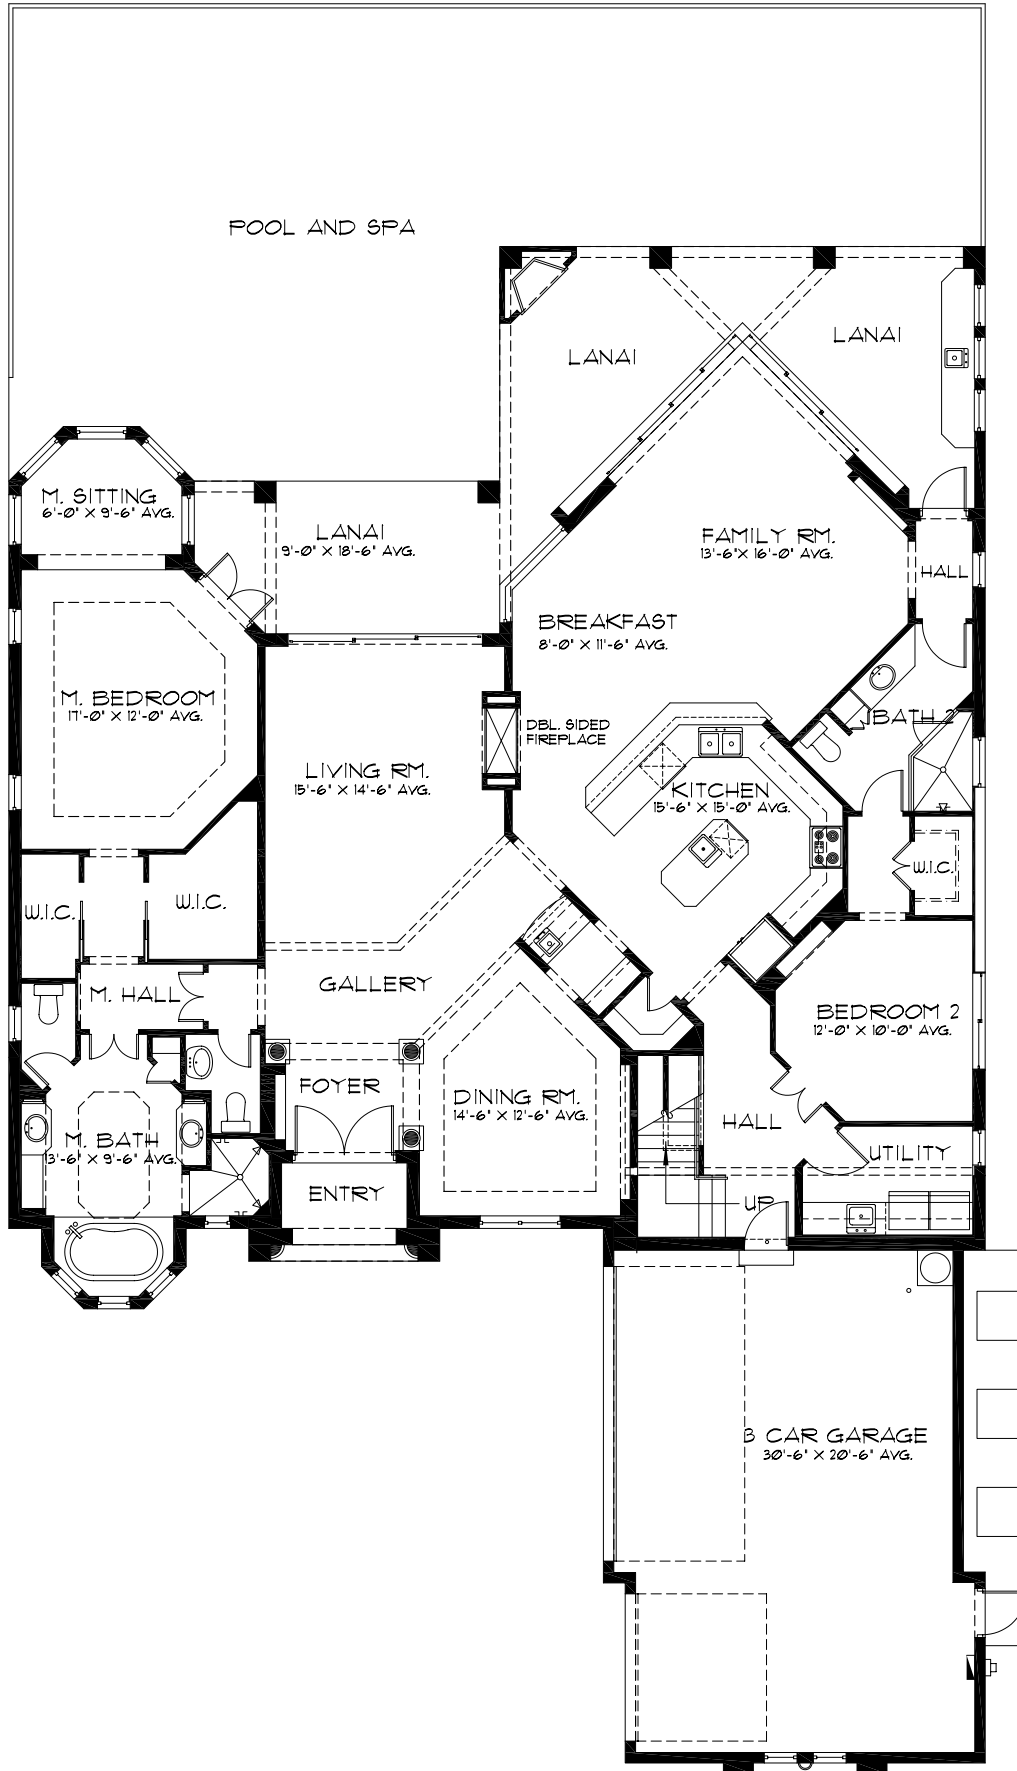 POOL AND SPA
LANAI
LANAI
M. SITTING
6'-0" X 9'-6" AVG.
LANAI
9'-0" X 18'-6" AVG.
FAMILY RM.
13'-6" X 16'-0" AVG.
HALL
BREAKFAST
8'-0" X 11'-6" AVG.
M. BEDROOM
17'-0" X 12'-0" AVG.
BATH 2
DBL. SIDED
FIREPLACE
LIVING RM.
15'-6" X 14'-6" AVG.
KITCHEN
15'-6" X 15'-0" AVG.
W.I.C.
W.I.C.
W.I.C.
GALLERY
M. HALL
BEDROOM 2
12'-0" X 10'-0" AVG.
FOYER
DINING RM.
14'-6" X 12'-6" AVG.
HALL
M. BATH
13'-6" X 9'-6" AVG.
UTILITY
ENTRY
UP
3 CAR GARAGE
30'-6" X 20'-6" AVG.